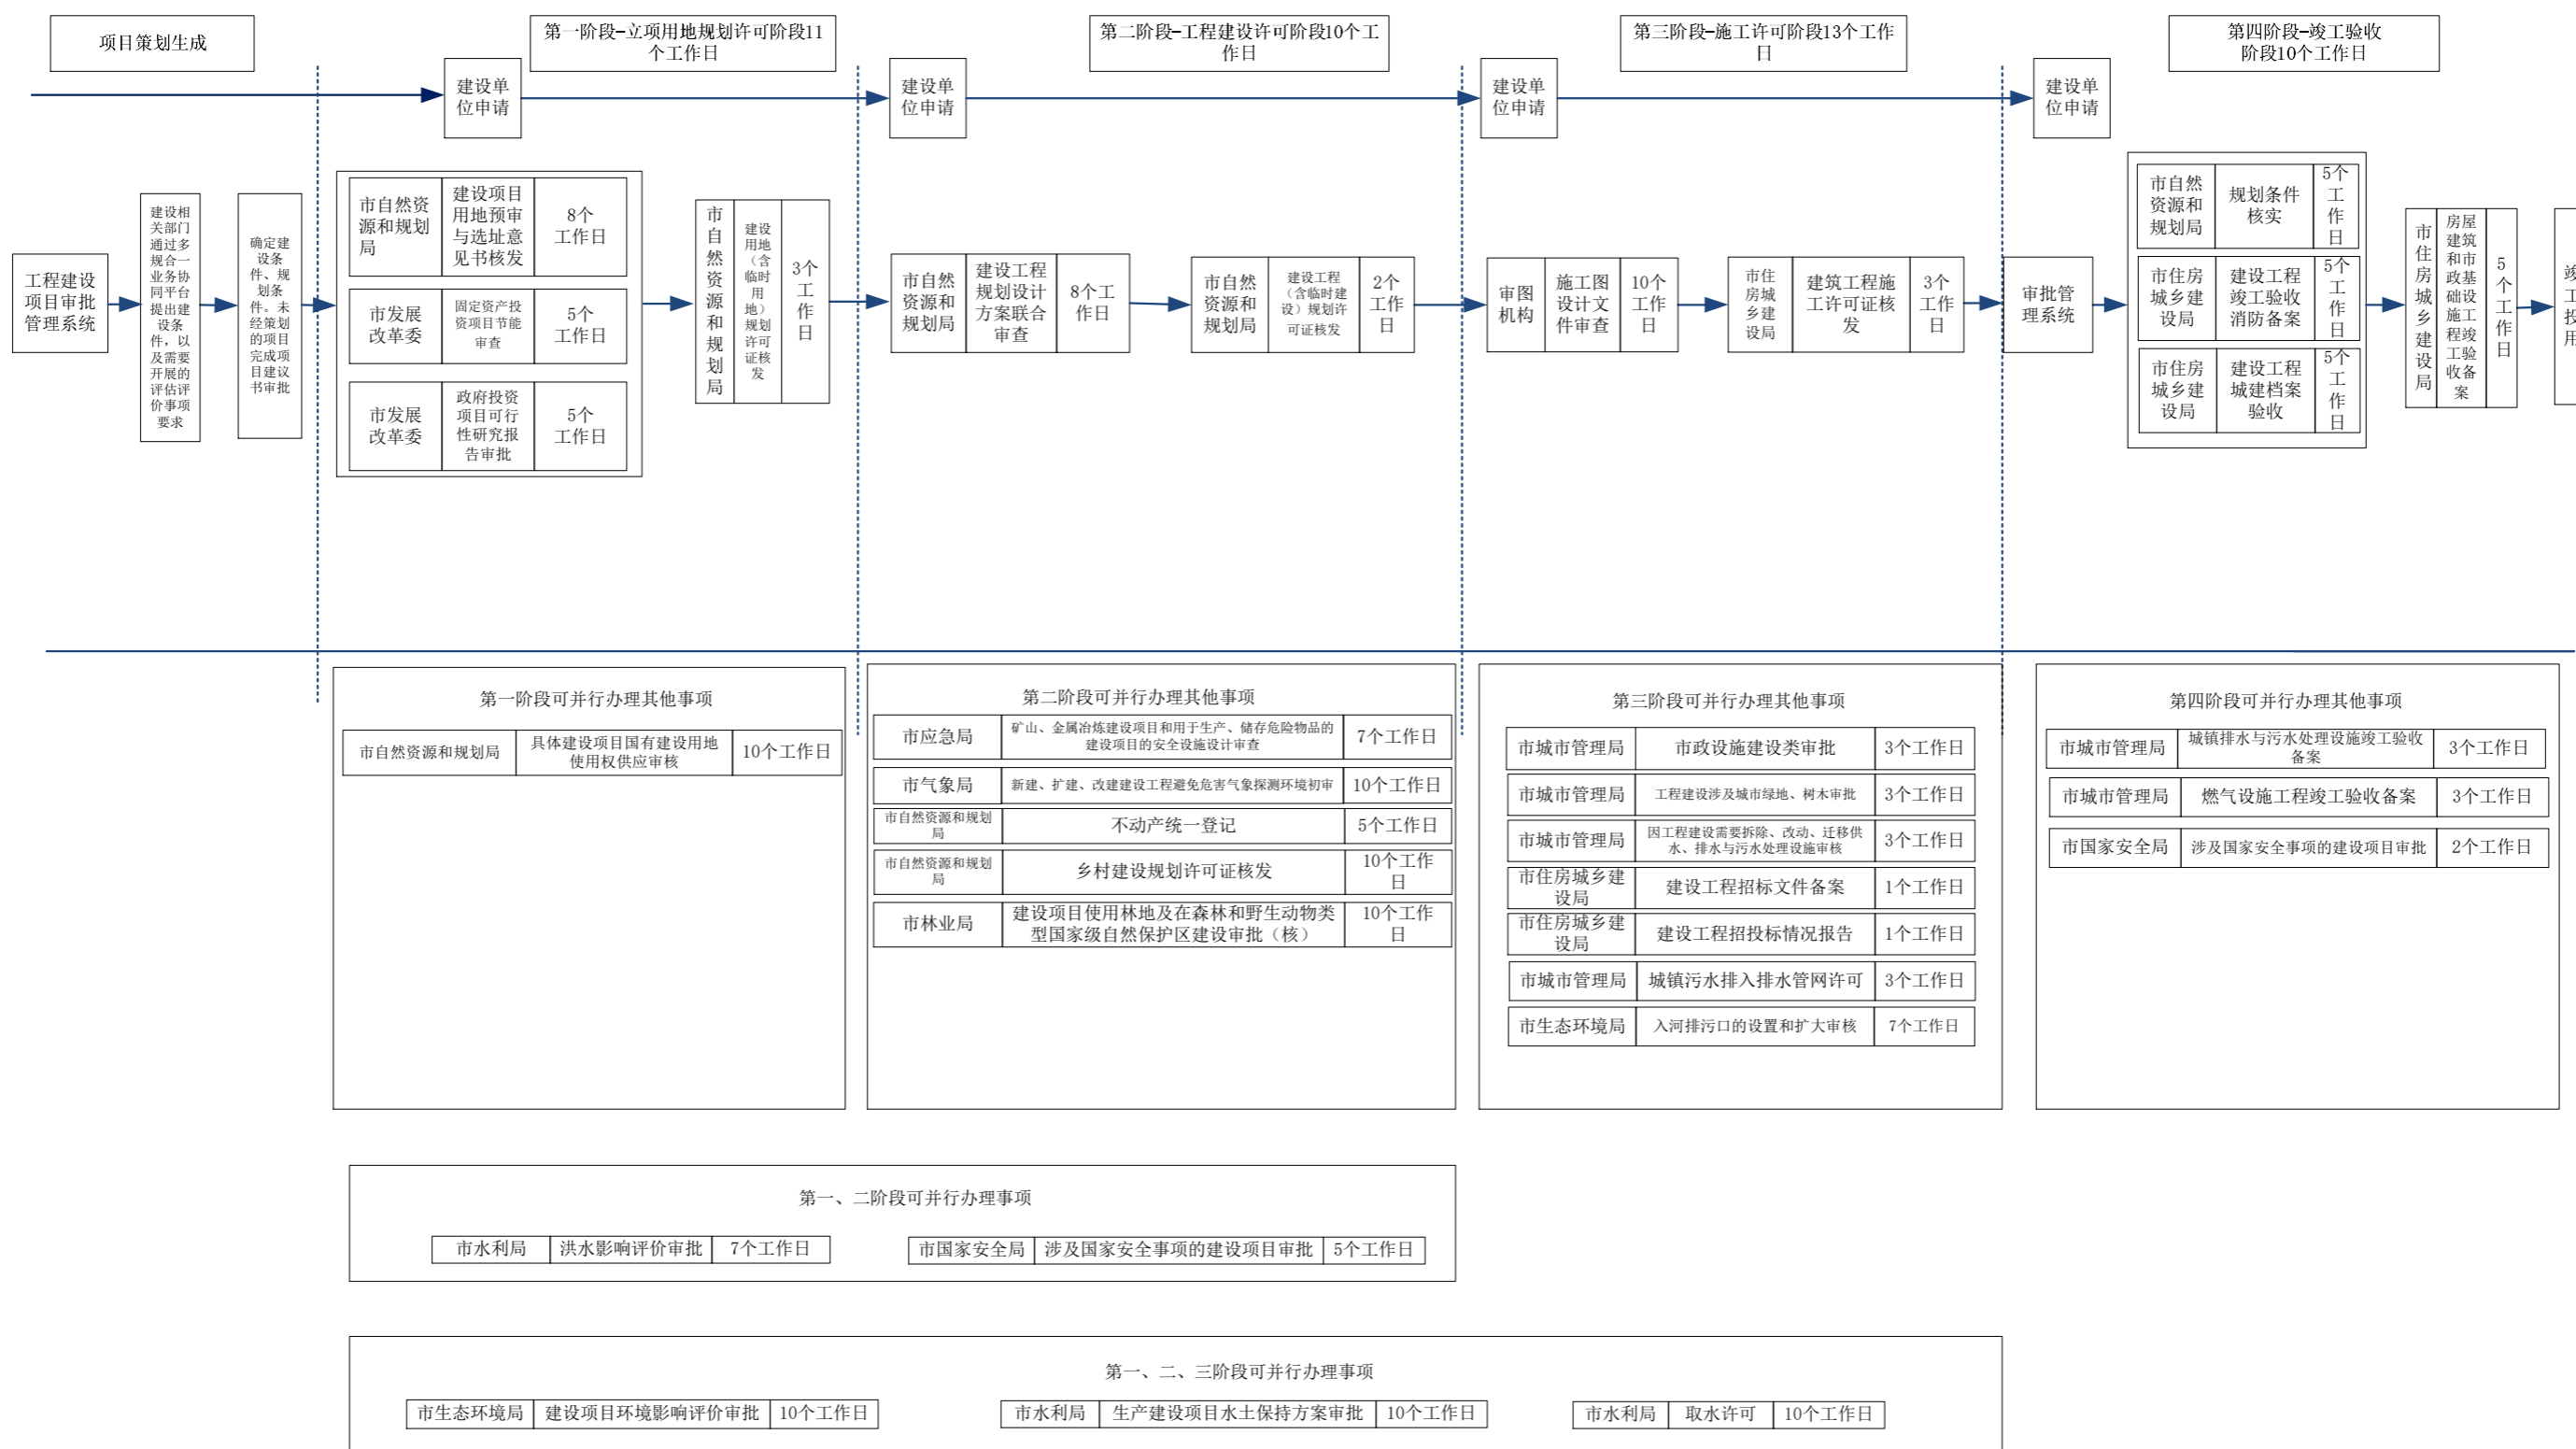 项目策划生成
第一阶段-立项用地规划许可阶段11
个工作日
第二阶段-工程建设许可阶段10个工
作日
第三阶段-施工许可阶段13个工作
日
第四阶段-竣工验收
阶段10个工作日
建设单
位申请
建设单
位申请
建设单
位申请
建设单
位申请
工程建设
项目审批
管理系统
建设相
关部门
通过多
规合一
业务协
同平台
提出建
设条
件，以
及需要
开展的
评估评
价事项
要求
确定建
设条
件、规
划条
件。未
经策划
的项目
完成项
目建议
书审批
市自然资
源和规划
局
建设项目
用地预审
与选址意
见书核发
8个
工作日
市发展
改革委
固定资产投
资项目节能
审查
5个
工作日
市发展
改革委
政府投资
项目可行
性研究报
告审批
5个
工作日
市
自
然
资
源
和
规
划
局
建设
用地
（含
临时
用
地）
规划
许可
证核
发
3个
工
作
日
市自然
资源和
规划局
建设工程
规划设计
方案联合
审查
8个工
作日
市自然
资源和
规划局
建设工程
（含临时建
设）规划许
可证核发
2个
工作
日
审图
机构
施工图
设计文
件审查
10个
工作
日
市住
房城
乡建
设局
建筑工程施
工许可证核
发
3个
工作
日
审批管
理系统
市自然
资源和
规划局
规划条件
核实
5个
工
作
日
市住房
城乡建
设局
建设工程
竣工验收
消防备案
5个
工
作
日
市住房
城乡建
设局
建设工程
城建档案
验收
5个
工
作
日
市
住
房
城
乡
建
设
局
房屋
建筑
和市
政基
础设
施工
程竣
工验
收备
案
5
个
工
作
日
竣
工
投
用
第一阶段可并行办理其他事项
市自然资源和规划局
具体建设项目国有建设用地
使用权供应审核
10个工作日
第二阶段可并行办理其他事项
市应急局
矿山、金属冶炼建设项目和用于生产、储存危险物品的
建设项目的安全设施设计审查
7个工作日
市气象局
新建、扩建、改建建设工程避免危害气象探测环境初审
10个工作日
市自然资源和规划
局
不动产统一登记
5个工作日
市自然资源和规划
局
乡村建设规划许可证核发
10个工作
日
市林业局
建设项目使用林地及在森林和野生动物类
型国家级自然保护区建设审批（核）
10个工作
日
第三阶段可并行办理其他事项
市城市管理局
市政设施建设类审批
3个工作日
市城市管理局
工程建设涉及城市绿地、树木审批
3个工作日
市城市管理局
因工程建设需要拆除、改动、迁移供
水、排水与污水处理设施审核
3个工作日
市住房城乡建
设局
建设工程招标文件备案
1个工作日
市住房城乡建
设局
建设工程招投标情况报告
1个工作日
市城市管理局
城镇污水排入排水管网许可
3个工作日
市生态环境局
入河排污口的设置和扩大审核
7个工作日
第四阶段可并行办理其他事项
市城市管理局
城镇排水与污水处理设施竣工验收
备案
3个工作日
市城市管理局
燃气设施工程竣工验收备案
3个工作日
市国家安全局
涉及国家安全事项的建设项目审批
2个工作日
第一、二阶段可并行办理事项
市水利局
洪水影响评价审批
7个工作日
市国家安全局
涉及国家安全事项的建设项目审批
5个工作日
第一、二、三阶段可并行办理事项
市生态环境局
建设项目环境影响评价审批
10个工作日
市水利局
生产建设项目水土保持方案审批
10个工作日
市水利局
取水许可
10个工作日